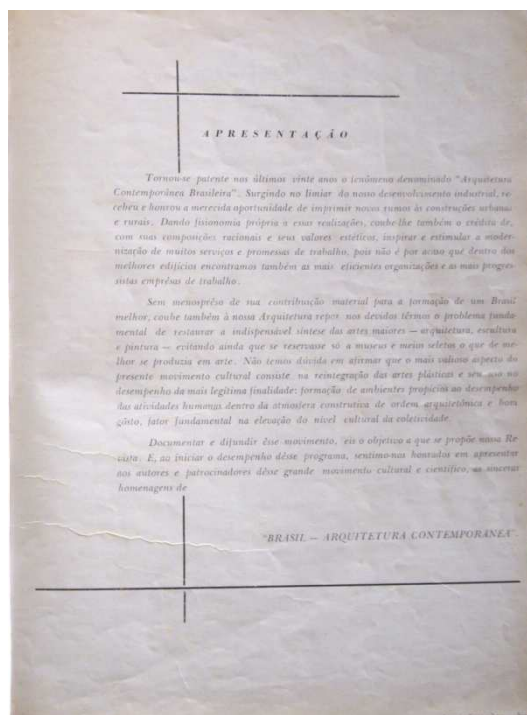 APRESENTAÇÃO
Tornou-se patente nos últimos vinte anos o fenômeno denominado "Arquitetura
Contemporânea Brasileira". Surgindo no limiar do nosso desenvolvimento industrial, re-
cebeu e honrou a merecida oportunidade de imprimir novos rumos às construções urbanas
e rurais. Dando fisionomia própria a essas realizações, coube-lhe também o crédito de,
com suas composições racionais e seus valores estéticos, inspirar e estimular a moder-
nização de muitos serviços e promessas de trabalho, pois não é por acaso que dentro dos
melhores edifícios encontramos também as mais eficientes organizações e as mais progres-
sistas emprêsas de trabalho.
Sem menosprêso de sua contribuição material para a formação de um Brasil
melhor, coube também à nossa Arquitetura repor nos devidos têrmos o problema funda-
mental de restaurar a indispensável síntese das artes maiores — arquitetura, escultura
e pintura — evitando ainda que se reservasse só a museus e meios seletos o que de me-
lhor se produzia em arte. Não temos dúvida em afirmar que o mais valioso aspecto do
presente movimento cultural consiste na reintegração das artes plásticas e seu uso no
desempenho da mais legítima finalidade: formação de ambientes propícios ao desempenho
das atividades humanas dentro da atmosfera construtiva de ordem arquitetônica e bom
gôsto, fator fundamental na elevação do nível cultural da coletividade.
Documentar e difundir êsse movimento, eis o objetivo a que se propõe nossa Re-
vista. E, ao iniciar o desempenho dêsse programa, sentimo-nos honrados em apresentar
aos autores e patrocinadores dêsse grande movimento cultural e científico, as sinceras
homenagens de
"BRASIL — ARQUITETURA CONTEMPORÂNEA".